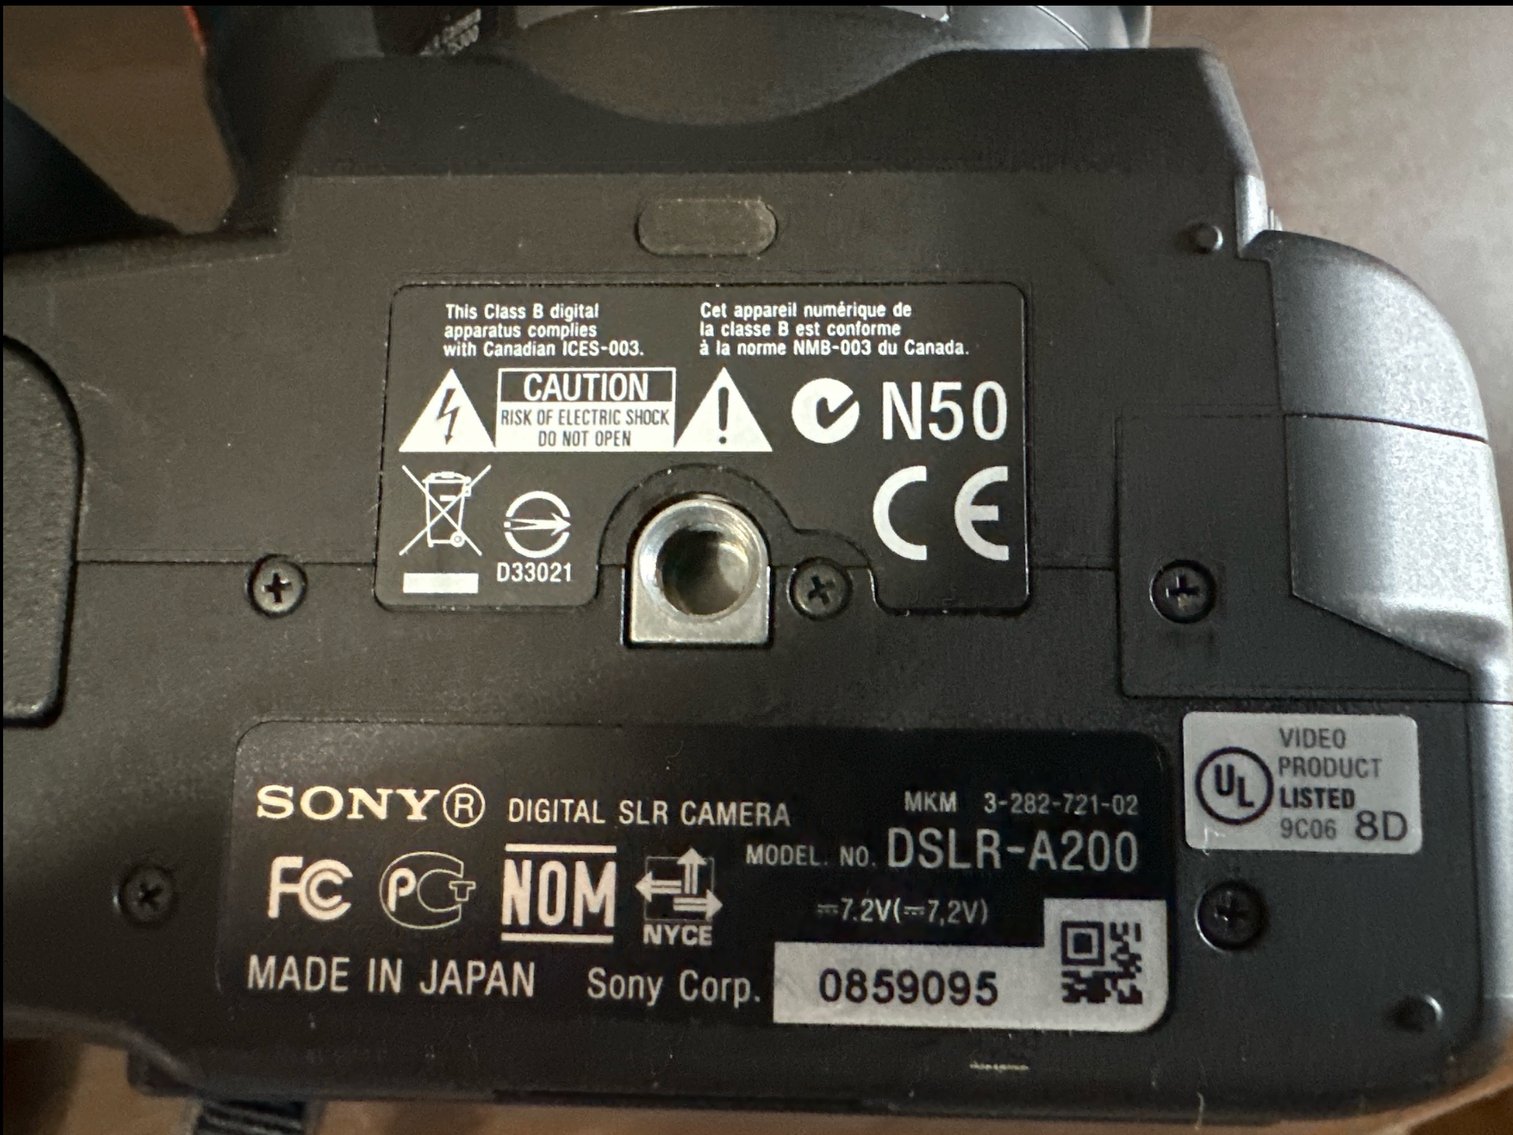 This Class B digital
apparatus complies
with Canadian ICES-003.
Cet appareil numérique de
la classe B est conforme
à la norme NMB-003 du Canada.
CAUTION
RISK OF ELECTRIC SHOCK
DO NOT OPEN
N50
CE
D33021
SONY® DIGITAL SLR CAMERA
MKM 3-282-721-02
MODEL. NO. DSLR-A200
FC PCT NOM
NYCE
⎓7.2V(⎓7,2V)
MADE IN JAPAN Sony Corp.
0859095
UL
VIDEO
PRODUCT
LISTED
9C06 8D